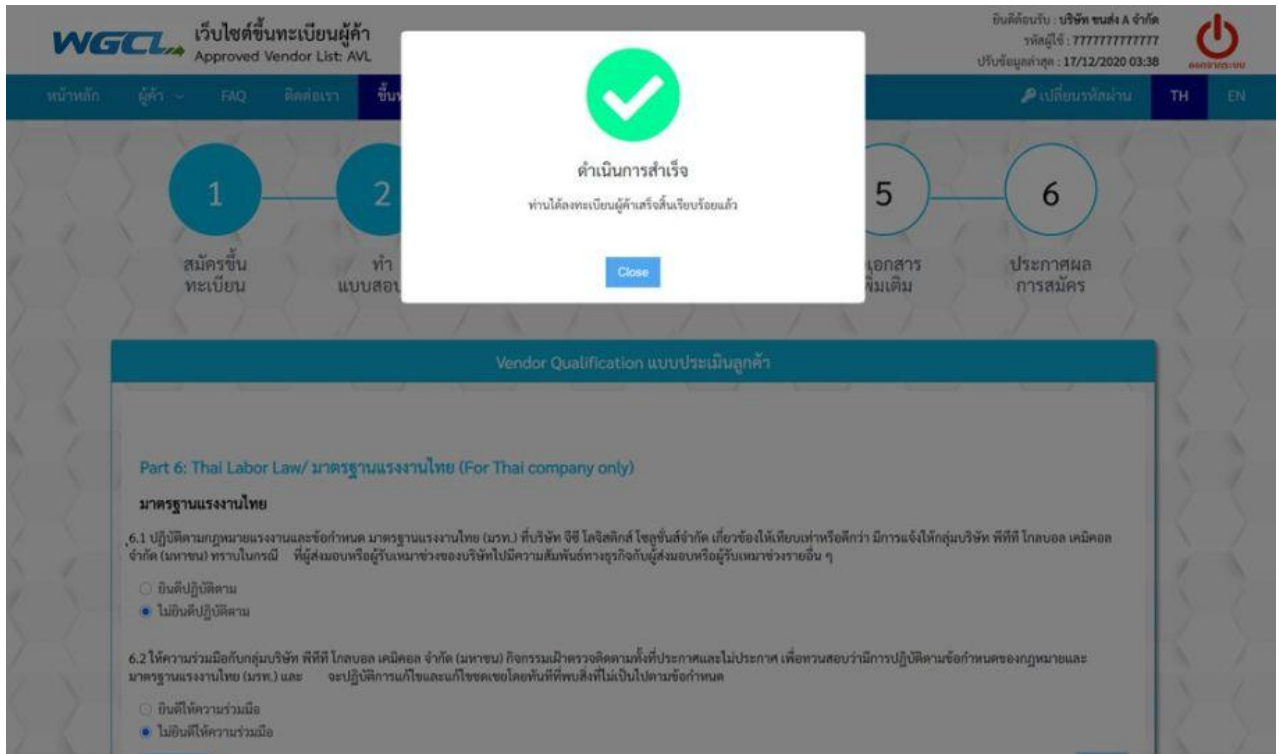 WGCL
เว็บไซต์ขึ้นทะเบียนผู้ค้า
Approved Vendor List: AVL
ยินดีต้อนรับ : บริษัท ขนส่ง A จำกัด
รหัสผู้ใช้ : 7777777777777
ปรับข้อมูลล่าสุด : 17/12/2020 03:38
ออกจากระบบ
หน้าหลัก ผู้ค้า FAQ ติดต่อเรา เปลี่ยนรหัสผ่าน TH EN
ดำเนินการสำเร็จ
ท่านได้ลงทะเบียนผู้ค้าเสร็จสิ้นเรียบร้อยแล้ว
Close
1 2 5 6
สมัครขึ้น ทำ เอกสาร ประกาศผล
ทะเบียน การสมัคร
Vendor Qualification แบบประเมินลูกค้า
Part 6: Thai Labor Law/ มาตรฐานแรงงานไทย (For Thai company only)
มาตรฐานแรงงานไทย
6.1 ปฏิบัติตามกฎหมายแรงงานและข้อกำหนด มาตรฐานแรงงานไทย (มรท.) ที่บริษัท จีซี โลจิสติกส์ โซลูชั่นส์จำกัด เกี่ยวข้องให้เทียบเท่าหรือดีกว่า มีการแจ้งให้กลุ่มบริษัท พีทีที โกลบอล เคมิคอล
จำกัด (มหาชน) ทราบในกรณี ที่ผู้ส่งมอบหรือผู้รับเหมาช่วงของบริษัทไปมีความสัมพันธ์ทางธุรกิจกับผู้ส่งมอบหรือผู้รับเหมาช่วงรายอื่น ๆ
ยินดีปฏิบัติตาม
ไม่ยินดีปฏิบัติตาม
6.2 ให้ความร่วมมือกับกลุ่มบริษัท พีทีที โกลบอล เคมิคอล จำกัด (มหาชน) กิจกรรมเฝ้าตรวจติดตามทั้งที่ประกาศและไม่ประกาศ เพื่อทวนสอบว่ามีการปฏิบัติตามข้อกำหนดของกฎหมายและ
มาตรฐานแรงงานไทย (มรท.) และ จะปฏิบัติการแก้ไขและแก้ไขชดเชยโดยทันทีที่พบสิ่งที่ไม่เป็นไปตามข้อกำหนด
ยินดีให้ความร่วมมือ
ไม่ยินดีให้ความร่วมมือ